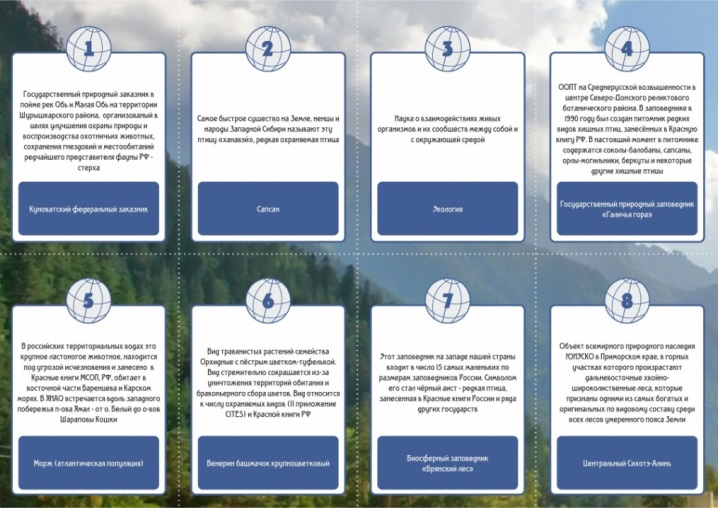 1
Государственный природный заказник в
пойме рек Обь и Малая Обь на территории
Шурышкарского района, организованный в
целях улучшения охраны природы и
воспроизводства охотничьих животных,
сохранения гнездовий и местообитаний
редчайшего представителя фауны РФ -
стерха
Куноватский федеральный заказник
2
Самое быстрое существо на Земле, ненцы и
народы Западной Сибири называют эту
птицу «ханавэй», редкая охраняемая птица
Сапсан
3
Наука о взаимодействиях живых
организмов и их сообществ между собой и
с окружающей средой
Экология
4
ООПТ на Среднерусской возвышенности в
центре Северо-Донского реликтового
ботанического района. В заповеднике в
1990 году был создан питомник редких
видов хищных птиц, занесённых в Красную
книгу РФ. В настоящий момент в питомнике
содержатся соколы-балобаны, сапсаны,
орлы-могильники, беркуты и некоторые
другие хищные птицы
Государственный природный заповедник
«Галичья гора»
5
В российских территориальных водах это
крупное ластоногое животное, находится
под угрозой исчезновения и занесено в
Красные книги МСОП, РФ, обитает в
восточной части Баренцева и Карском
морях. В ЯНАО встречается вдоль западного
побережья п-ова Ямал - от о. Белый до о-вов
Шараповы Кошки
Морж (атлантическая популяция)
6
Вид травянистых растений семейства
Орхидные с пёстрым цветком-туфелькой.
Вид стремительно сокращается из-за
уничтожения территорий обитания и
браконьерного сбора цветов. Вид относится
к числу охраняемых видов (II приложение
CITES) и Красной книги РФ
Венерин башмачок крупноцветковый
7
Этот заповедник на западе нашей страны
входит в число 15 самых маленьких по
размерам заповедников России. Символом
его стал чёрный аист - редкая птица,
занесенная в Красные книги России и ряда
других государств
Биосферный заповедник
«Брянский лес»
8
Объект всемирного природного наследия
ЮНЕСКО в Приморском крае, в горных
участках которого произрастают
дальневосточные хвойно-
широколиственные леса, которые
признаны одними из самых богатых и
оригинальных по видовому составу среди
всех лесов умеренного пояса Земли
Центральный Сихотэ-Алинь